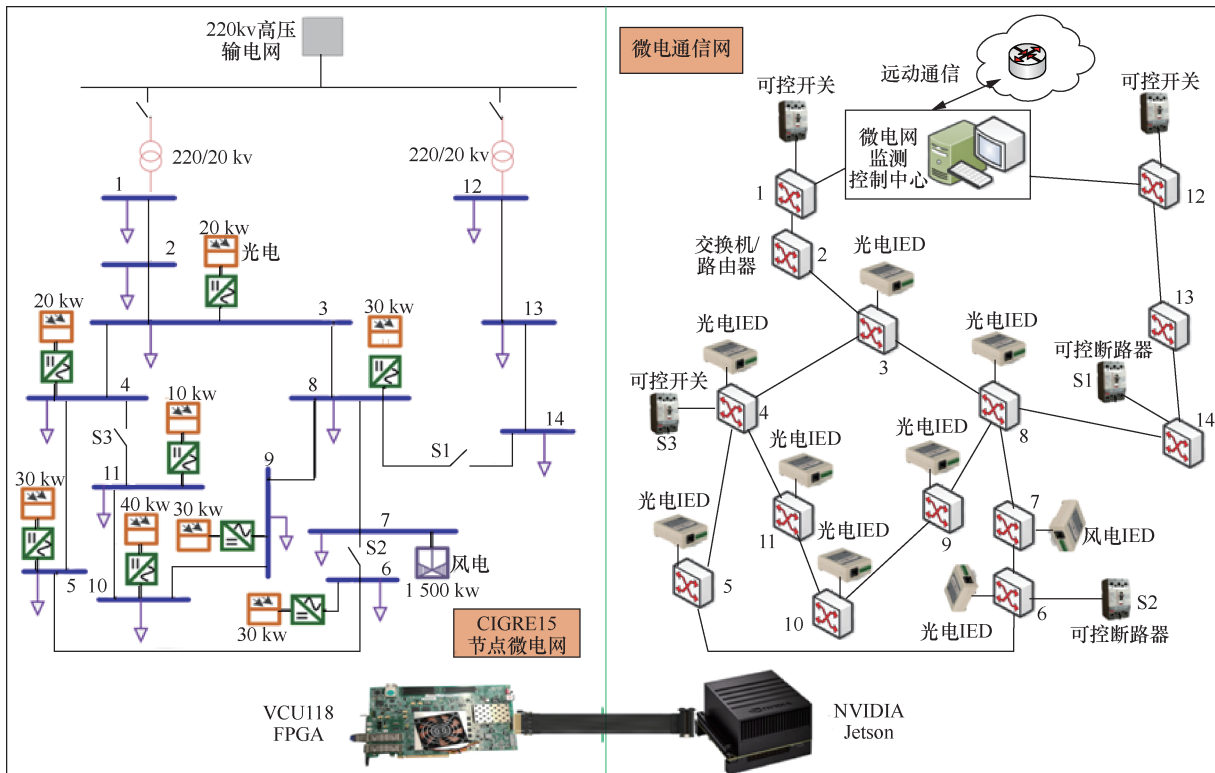 220kv高压
输电网
220/20 kv
220/20 kv
1
12
2
20 kw
光电
3
13
20 kw
30 kw
4
8
14
S3
10 kw
S1
11
9
30 kw
40 kw
30 kw
7
S2
风电
5
10
6
1 500 kw
30 kw
CIGRE15
节点微电网
微电通信网
远动通信
可控开关
可控开关
微电网
监测
控制中心
1
12
交换机/
路由器
2
光电IED
3
13
光电IED
光电IED
可控断路器
S1
可控开关
S3
4
8
14
光电IED
光电IED
11
9
7
风电IED
光电IED
光电IED
5
10
6
S2
光电IED
可控断路器
VCU118
FPGA
NVIDIA
Jetson